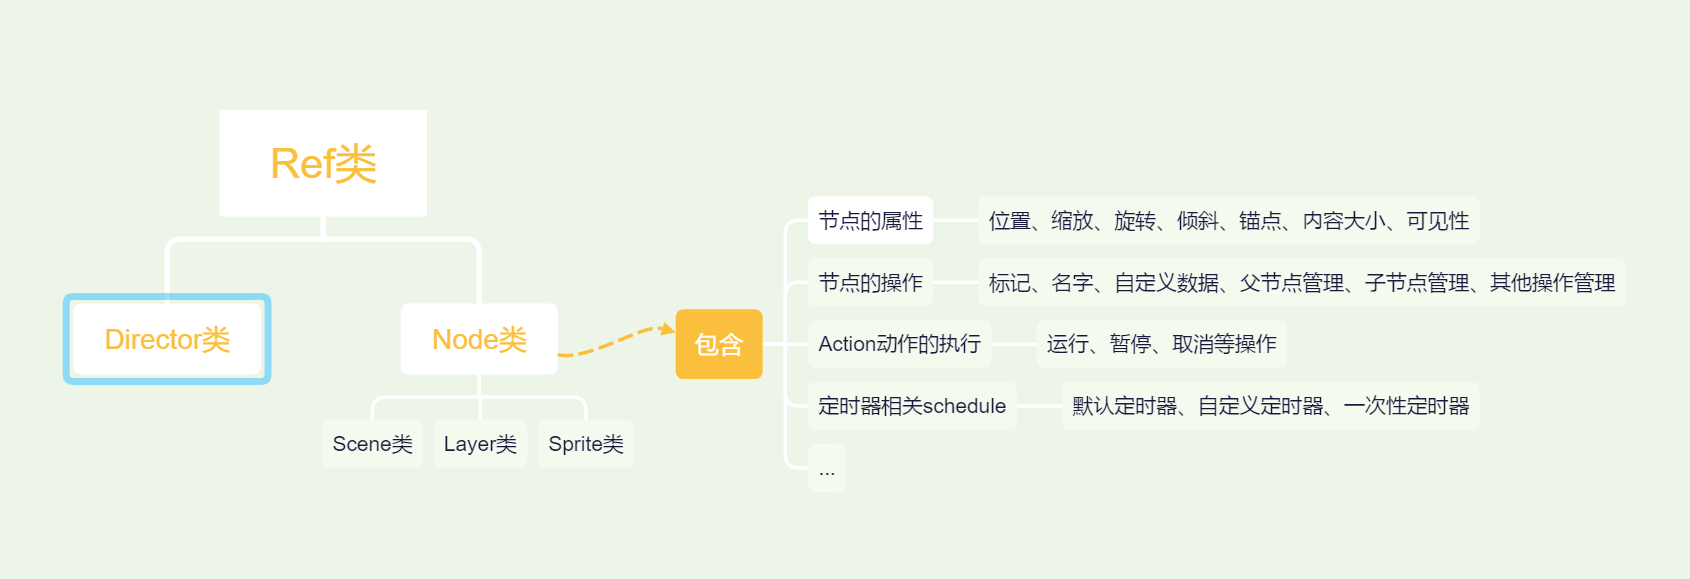 Ref类
Director类
Node类
Scene类
Layer类
Sprite类
包含
节点的属性
位置、缩放、旋转、倾斜、锚点、内容大小、可见性
节点的操作
标记、名字、自定义数据、父节点管理、子节点管理、其他操作管理
Action动作的执行
运行、暂停、取消等操作
定时器相关schedule
默认定时器、自定义定时器、一次性定时器
...